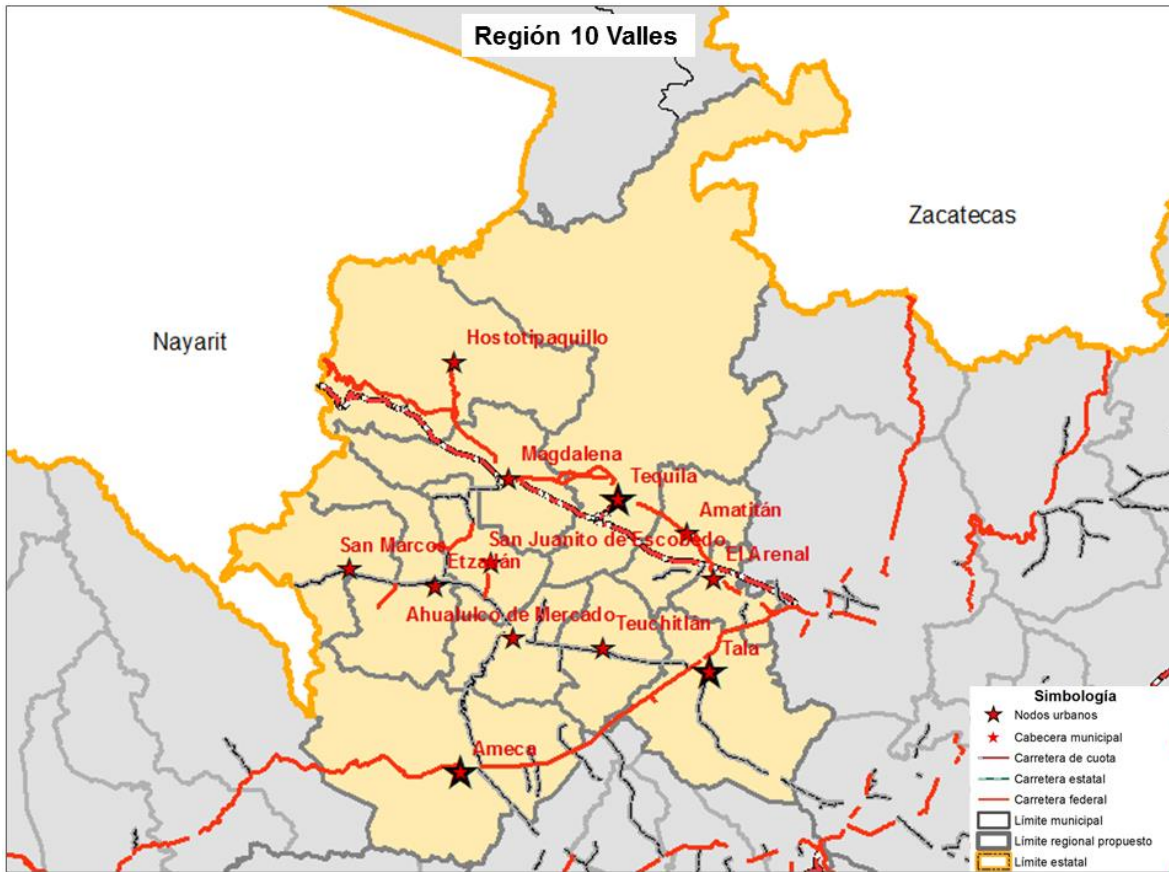 Región 10 Valles
Zacatecas
Nayarit
Hostotipaquillo
Magdalena
Tequila
Amatitán
San Juanito de Escobedo
San Marcos
Etzatlán
El Arenal
Ahualulco de Mercado
Teuchitlán
Tala
Ameca
Simbología
Nodos urbanos
Cabecera municipal
Carretera de cuota
Carretera estatal
Carretera federal
Límite municipal
Límite regional propuesto
Límite estatal